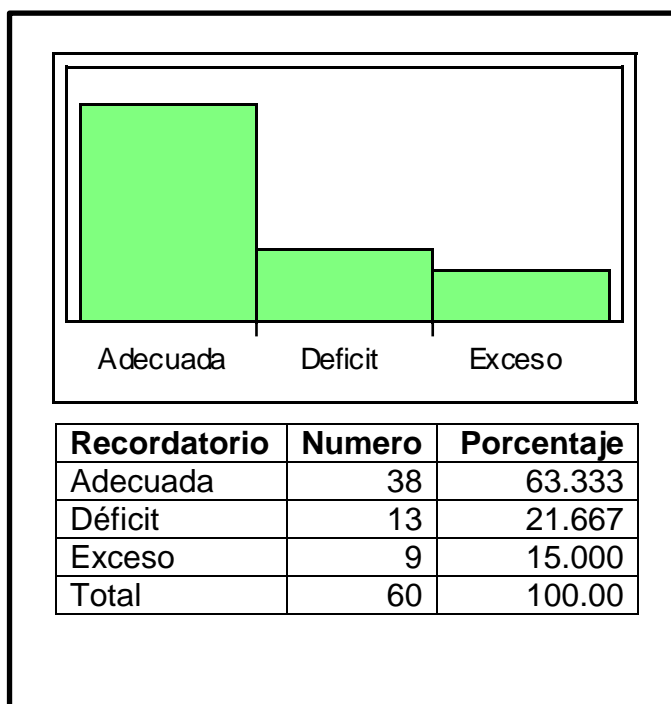 Adecuada Deficit Exceso
Recordatorio Numero Porcentaje
Adecuada 38 63.333
Déficit 13 21.667
Exceso 9 15.000
Total 60 100.00